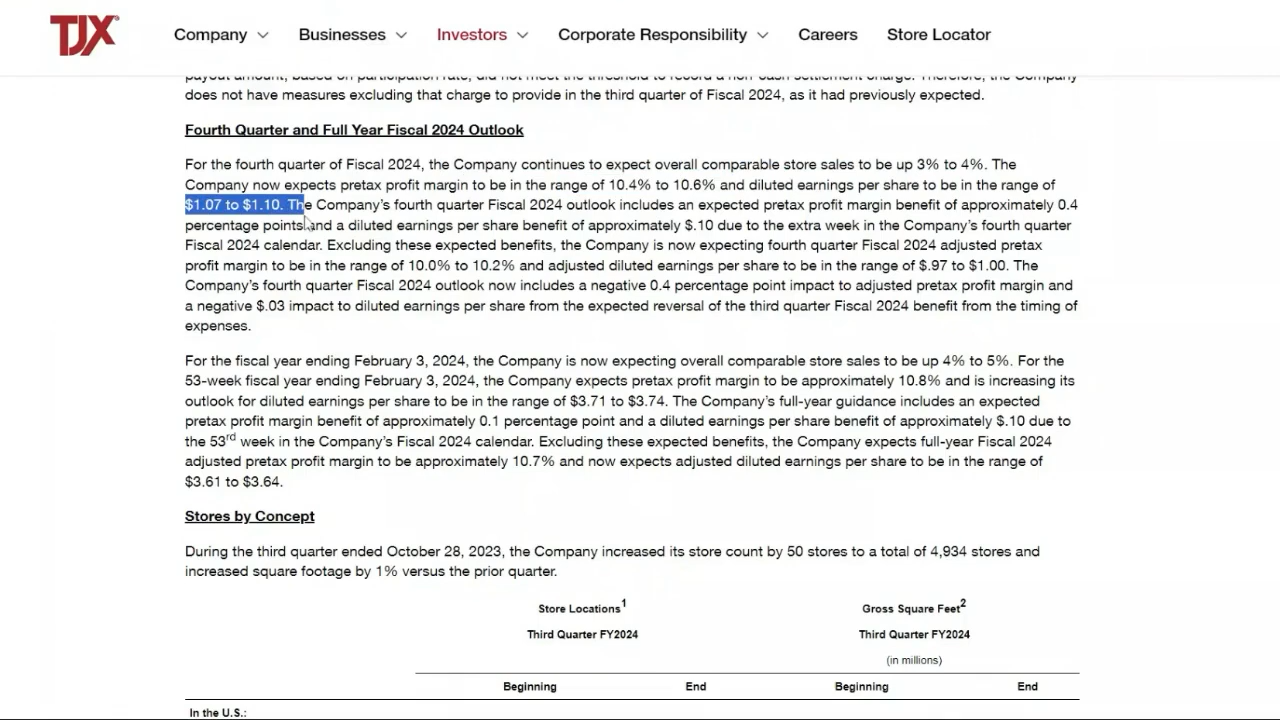 TJX
Company Businesses Investors Corporate Responsibility Careers Store Locator
payout amount, based on participation rate, did not meet the threshold to record a non-cash settlement charge. Therefore, the Company
does not have measures excluding that charge to provide in the third quarter of Fiscal 2024, as it had previously expected.
Fourth Quarter and Full Year Fiscal 2024 Outlook
For the fourth quarter of Fiscal 2024, the Company continues to expect overall comparable store sales to be up 3% to 4%. The
Company now expects pretax profit margin to be in the range of 10.4% to 10.6% and diluted earnings per share to be in the range of
$1.07 to $1.10. The Company's fourth quarter Fiscal 2024 outlook includes an expected pretax profit margin benefit of approximately 0.4
percentage points and a diluted earnings per share benefit of approximately $.10 due to the extra week in the Company's fourth quarter
Fiscal 2024 calendar. Excluding these expected benefits, the Company is now expecting fourth quarter Fiscal 2024 adjusted pretax
profit margin to be in the range of 10.0% to 10.2% and adjusted diluted earnings per share to be in the range of $.97 to $1.00. The
Company's fourth quarter Fiscal 2024 outlook now includes a negative 0.4 percentage point impact to adjusted pretax profit margin and
a negative $.03 impact to diluted earnings per share from the expected reversal of the third quarter Fiscal 2024 benefit from the timing of
expenses.
For the fiscal year ending February 3, 2024, the Company is now expecting overall comparable store sales to be up 4% to 5%. For the
53-week fiscal year ending February 3, 2024, the Company expects pretax profit margin to be approximately 10.8% and is increasing its
outlook for diluted earnings per share to be in the range of $3.71 to $3.74. The Company's full-year guidance includes an expected
pretax profit margin benefit of approximately 0.1 percentage point and a diluted earnings per share benefit of approximately $.10 due to
the 53rd week in the Company's Fiscal 2024 calendar. Excluding these expected benefits, the Company expects full-year Fiscal 2024
adjusted pretax profit margin to be approximately 10.7% and now expects adjusted diluted earnings per share to be in the range of
$3.61 to $3.64.
Stores by Concept
During the third quarter ended October 28, 2023, the Company increased its store count by 50 stores to a total of 4,934 stores and
increased square footage by 1% versus the prior quarter.
Store Locations1 Gross Square Feet2
Third Quarter FY2024 Third Quarter FY2024
(in millions)
Beginning End Beginning End
In the U.S.: